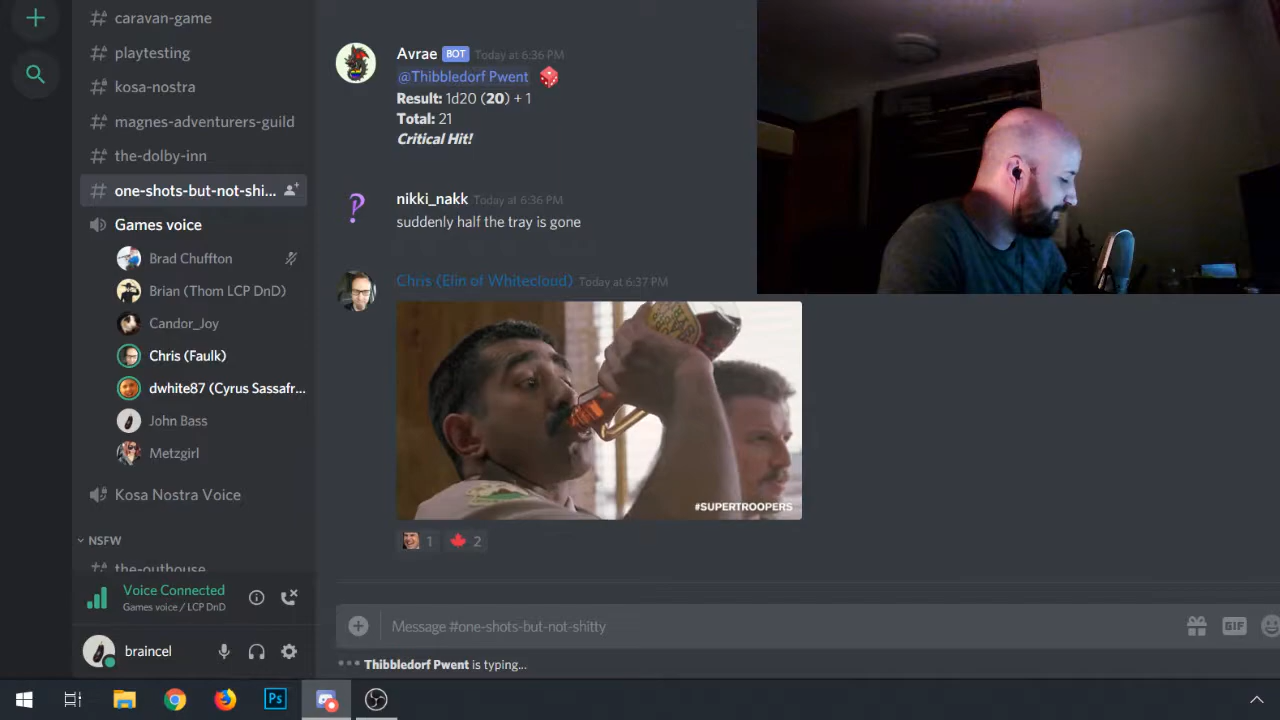 caravan-game
playtesting
kosa-nostra
magnes-adventurers-guild
the-dolby-inn
one-shots-but-not-shi...
Games voice
Brad Chuffton
Brian (Thom LCP DnD)
Candor_Joy
Chris (Faulk)
dwhite87 (Cyrus Sassafr...
John Bass
Metzgirl
Kosa Nostra Voice
NSFW
the-outhouse
Voice Connected
Games voice / LCP DnD
braincel
Avrae BOT Today at 6:36 PM
@Thibbledorf Pwent
Result: 1d20 (20) + 1
Total: 21
Critical Hit!
nikki_nakk Today at 6:36 PM
suddenly half the tray is gone
Chris (Elin of Whitecloud) Today at 6:37 PM
#SUPERTROOPERS
1 2
Message #one-shots-but-not-shitty
GIF
Thibbledorf Pwent is typing...
Ps